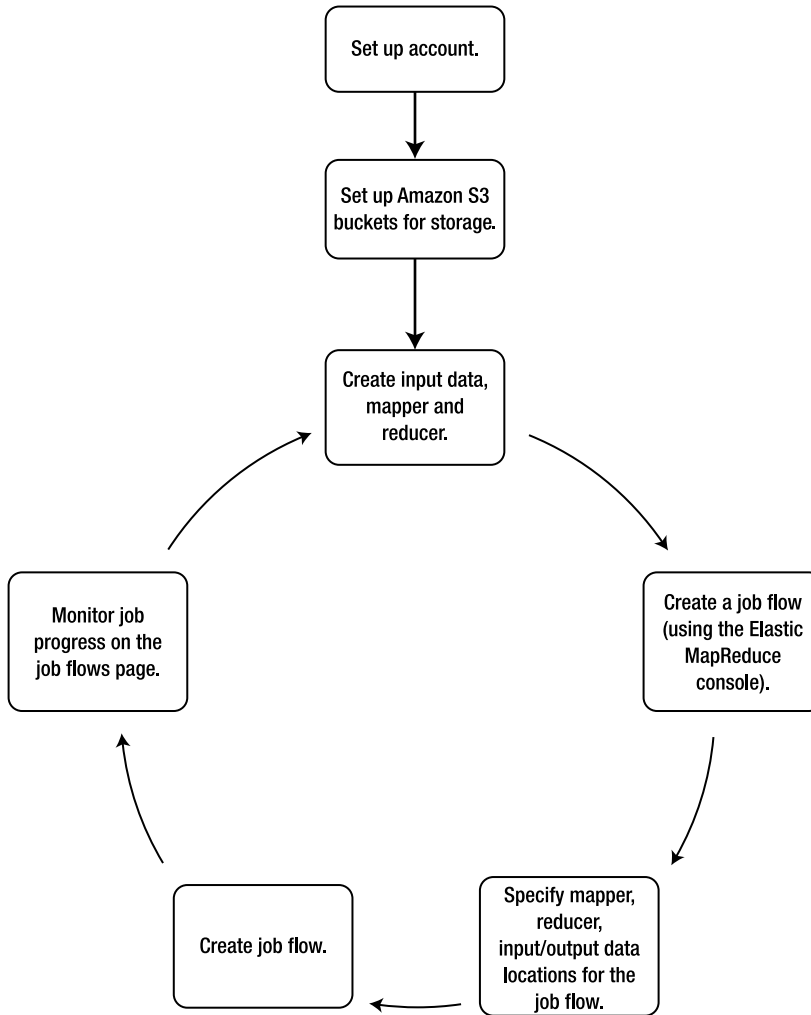 Set up account.
Set up Amazon S3
buckets for storage.
Create input data,
mapper and
reducer.
Create a job flow
(using the Elastic
MapReduce
console).
Specify mapper,
reducer,
input/output data
locations for the
job flow.
Create job flow.
Monitor job
progress on the
job flows page.